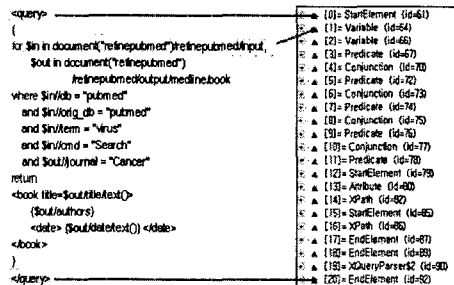 <query>
{
for $in in document("refinepubmed")/refinepubmed/input,
$out in document("refinepubmed")
/refinepubmed/output/medline.book
where $in//db = "pubmed"
and $in//orig_db = "pubmed"
and $in//term = "virus"
and $in//cmd = "Search"
and $out//journal = "Cancer"
return
<book title=$out/title/text()>
{$out/authors}
<date> {$out/date/text()} </date>
</book>
}
</query>
[0]= StartElement (id=61)
[1]= Variable (id=64)
[2]= Variable (id=66)
[3]= Predicate (id=67)
[4]= Conjunction (id=70)
[5]= Predicate (id=72)
[6]= Conjunction (id=73)
[7]= Predicate (id=74)
[8]= Conjunction (id=75)
[9]= Predicate (id=76)
[10]= Conjunction (id=77)
[11]= Predicate (id=78)
[12]= StartElement (id=79)
[13]= Attribute (id=80)
[14]= XPath (id=82)
[15]= StartElement (id=85)
[16]= XPath (id=86)
[17]= EndElement (id=87)
[18]= EndElement (id=89)
[19]= XQueryParser$2 (id=90)
[20]= EndElement (id=92)